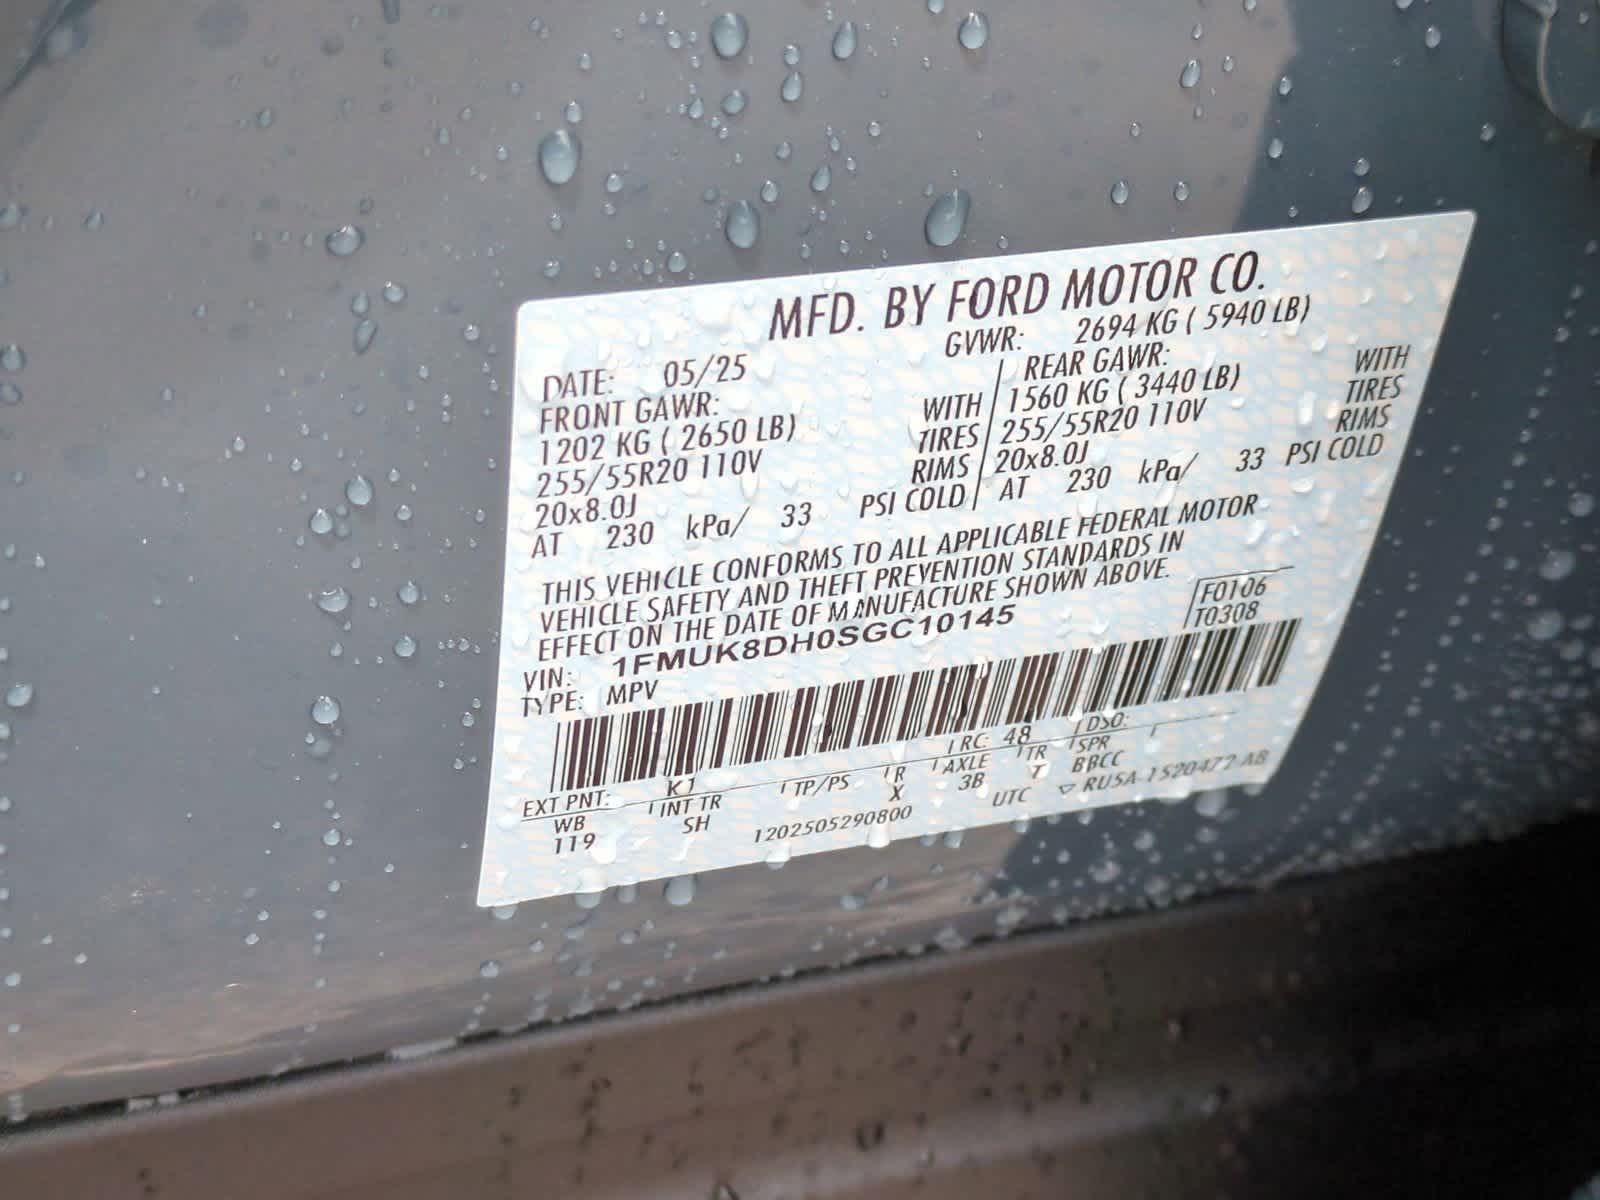 MFD. BY FORD MOTOR CO.
DATE: 05/25 GVWR: 2694 KG ( 5940 LB)
FRONT GAWR: REAR GAWR:
1202 KG ( 2650 LB) WITH 1560 KG ( 3440 LB) WITH
255/55R20 110V TIRES 255/55R20 110V TIRES
20x8.0J RIMS 20x8.0J RIMS
AT 230 kPa/ 33 PSI COLD AT 230 kPa/ 33 PSI COLD
THIS VEHICLE CONFORMS TO ALL APPLICABLE FEDERAL MOTOR
VEHICLE SAFETY AND THEFT PREVENTION STANDARDS IN
EFFECT ON THE DATE OF MANUFACTURE SHOWN ABOVE.
VIN: 1FMUK8DH0SGC10145 F0106
TYPE: MPV T0308
EXT PNT: K1 RC: 48 DSO:
WB INT TR TP/PS R AXLE TR SPR
119 SH X 3B T BBCC
1202505290800 UTC ▽ RU5A-1520472-AB